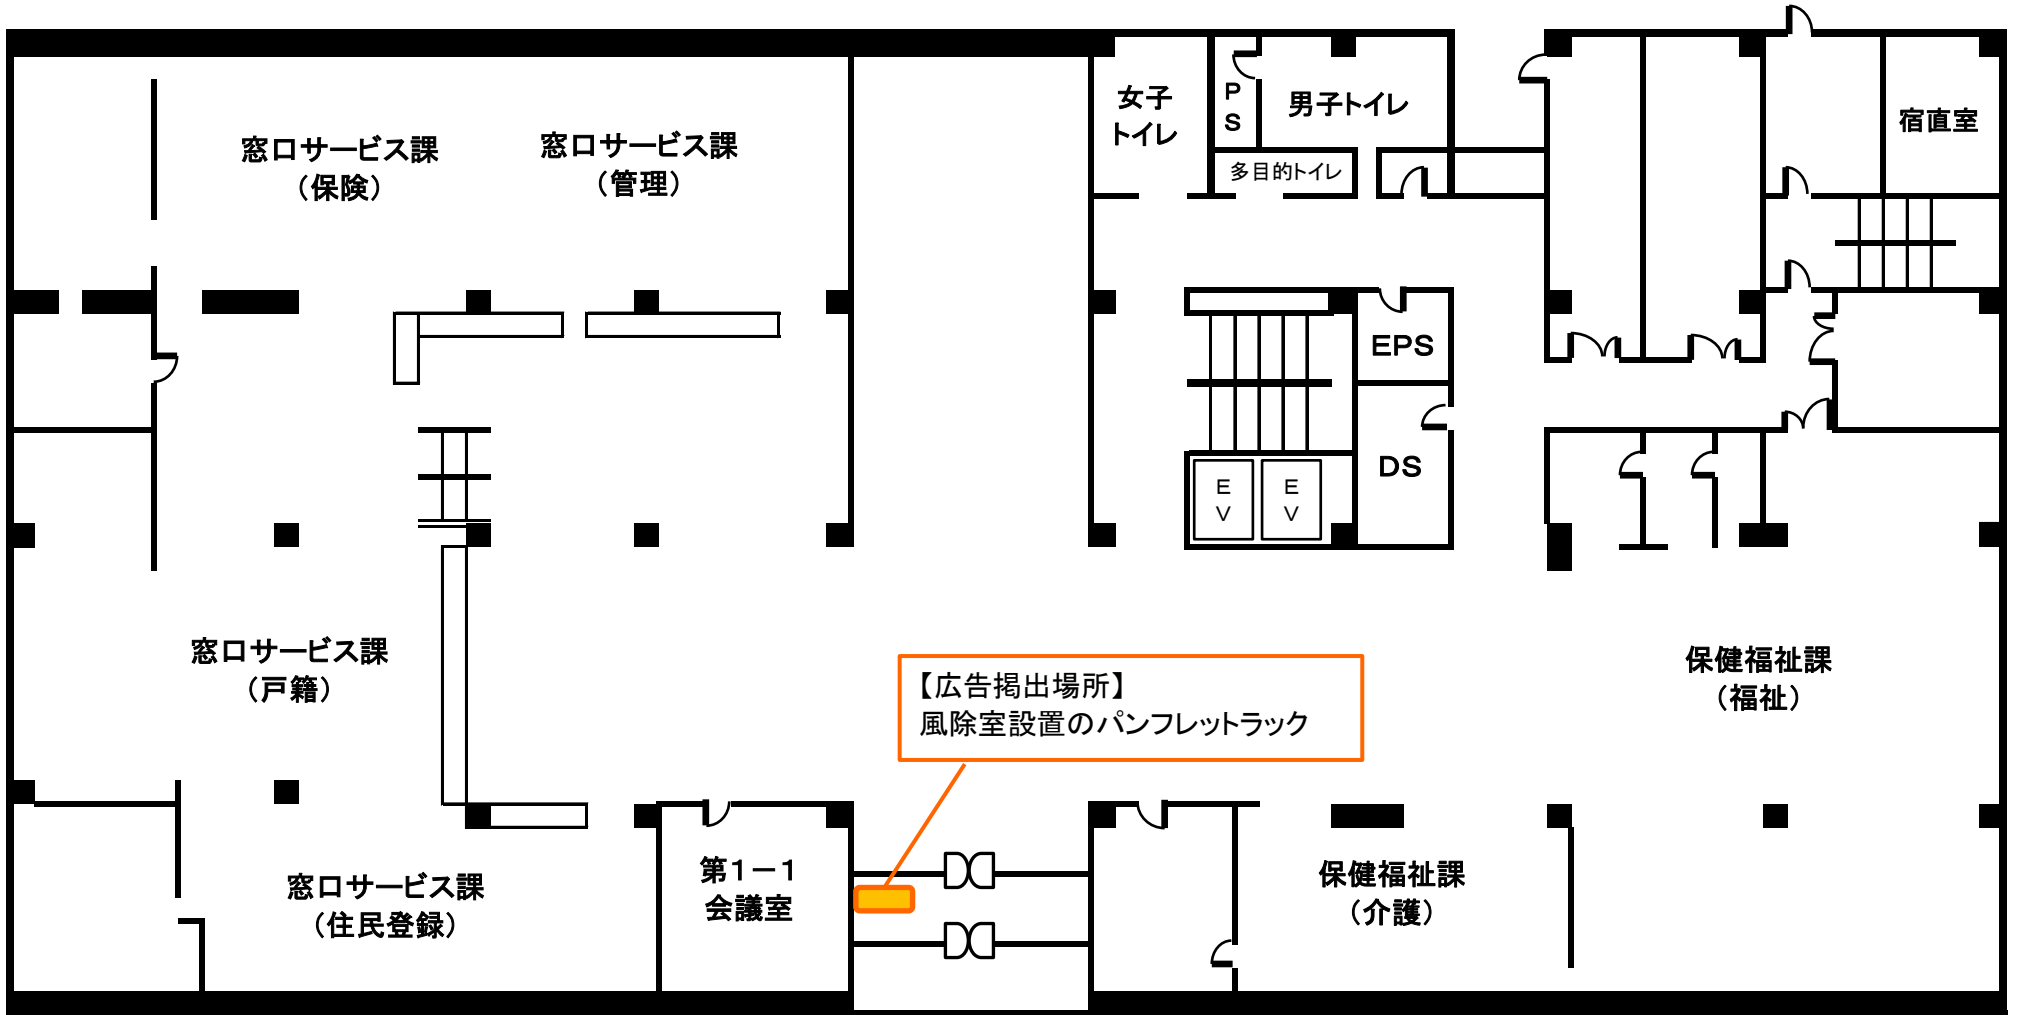 女子
トイレ
P
S
男子トイレ
多目的トイレ
宿直室
窓口サービス課
（保険）
窓口サービス課
（管理）
EPS
DS
E
V
E
V
窓口サービス課
（戸籍）
【広告掲出場所】
風除室設置のパンフレットラック
保健福祉課
（福祉）
窓口サービス課
（住民登録）
第１－１
会議室
保健福祉課
（介護）